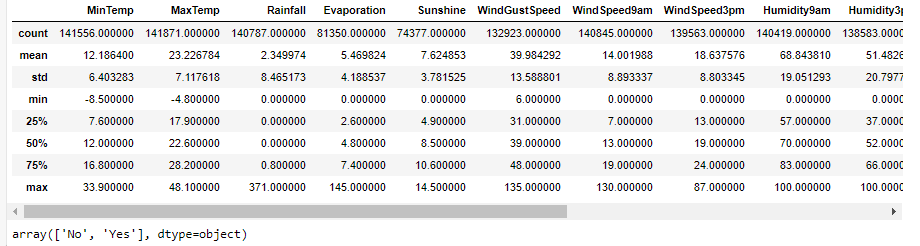 MinTemp MaxTemp Rainfall Evaporation Sunshine WindGustSpeed WindSpeed9am WindSpeed3pm Humidity9am Humidity3p
count 141556.000000 141871.000000 140787.000000 81350.000000 74377.000000 132923.000000 140845.000000 139563.000000 140419.000000 138583.0000
mean 12.186400 23.226784 2.349974 5.469824 7.624853 39.984292 14.001988 18.637576 68.843810 51.4826
std 6.403283 7.117618 8.465173 4.188537 3.781525 13.588801 8.893337 8.803345 19.051293 20.7977
min -8.500000 -4.800000 0.000000 0.000000 0.000000 6.000000 0.000000 0.000000 0.000000 0.0000
25% 7.600000 17.900000 0.000000 2.600000 4.900000 31.000000 7.000000 13.000000 57.000000 37.0000
50% 12.000000 22.600000 0.000000 4.800000 8.500000 39.000000 13.000000 19.000000 70.000000 52.0000
75% 16.800000 28.200000 0.800000 7.400000 10.600000 48.000000 19.000000 24.000000 83.000000 66.0000
max 33.900000 48.100000 371.000000 145.000000 14.500000 135.000000 130.000000 87.000000 100.000000 100.0000
array(['No', 'Yes'], dtype=object)